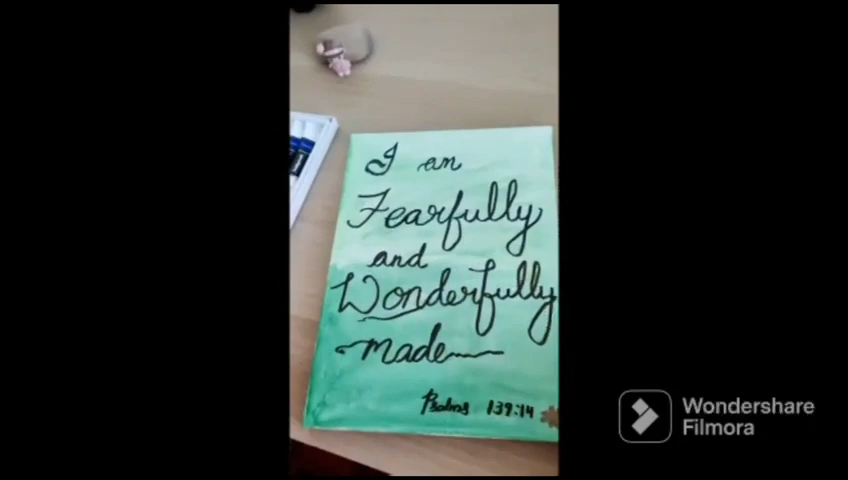 I an
Fearfully
and
Wonderfully
made
Psalms 139:14
Wondershare
Filmora